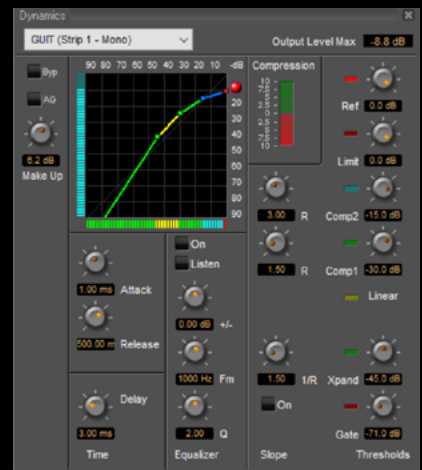 Dynamics
GUIT (Strip 1 - Mono)
Output Level Max -8.8 dB
Byp
AG
6.2 dB
Make Up
90 80 70 60 50 40 30 20 10 -dB
20
30
40
50
60
70
80
90
Compression
10
7.5
5
2.5
0
2.5
5
7.5
10
Ref 0.0 dB
Limit 0.0 dB
3.00 R Comp2 -15.0 dB
1.50 R Comp1 -30.0 dB
Linear
1.50 1/R Xpand -45.0 dB
On
Gate -71.0 dB
Slope Thresholds
1.00 ms Attack
500.00 m Release
Delay
3.00 ms
Time
On
Listen
0.00 dB +/-
1000 Hz Fm
2.00 Q
Equalizer